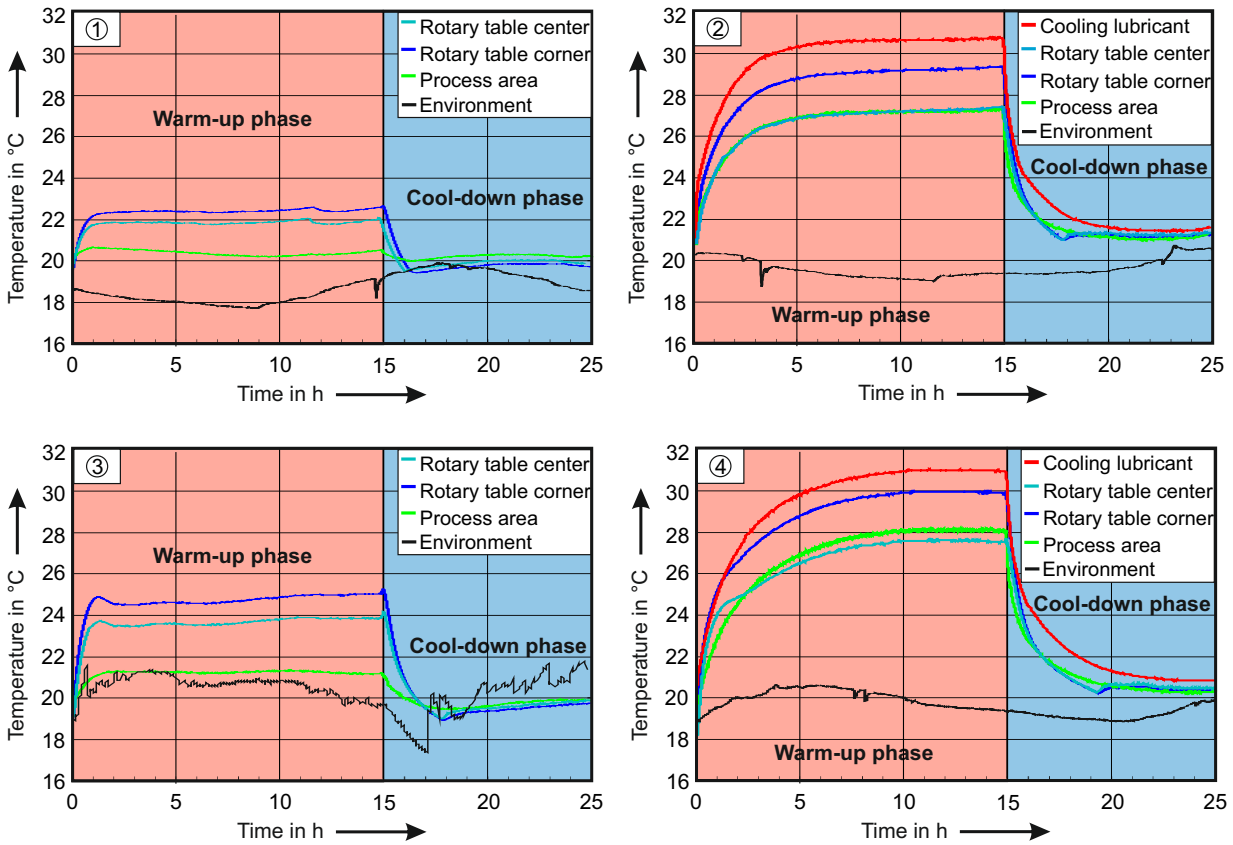 ①
Rotary table center
Rotary table corner
Process area
Environment
Warm-up phase
Cool-down phase
Temperature in °C
32
30
28
26
24
22
20
18
16
0 5 10 15 20 25
Time in h
②
Cooling lubricant
Rotary table center
Rotary table corner
Process area
Environment
Cool-down phase
Warm-up phase
Temperature in °C
32
30
28
26
24
22
20
18
16
0 5 10 15 20 25
Time in h
③
Rotary table center
Rotary table corner
Process area
Environment
Warm-up phase
Cool-down phase
Temperature in °C
32
30
28
26
24
22
20
18
16
0 5 10 15 20 25
Time in h
④
Cooling lubricant
Rotary table center
Rotary table corner
Process area
Environment
Cool-down phase
Warm-up phase
Temperature in °C
32
30
28
26
24
22
20
18
16
0 5 10 15 20 25
Time in h